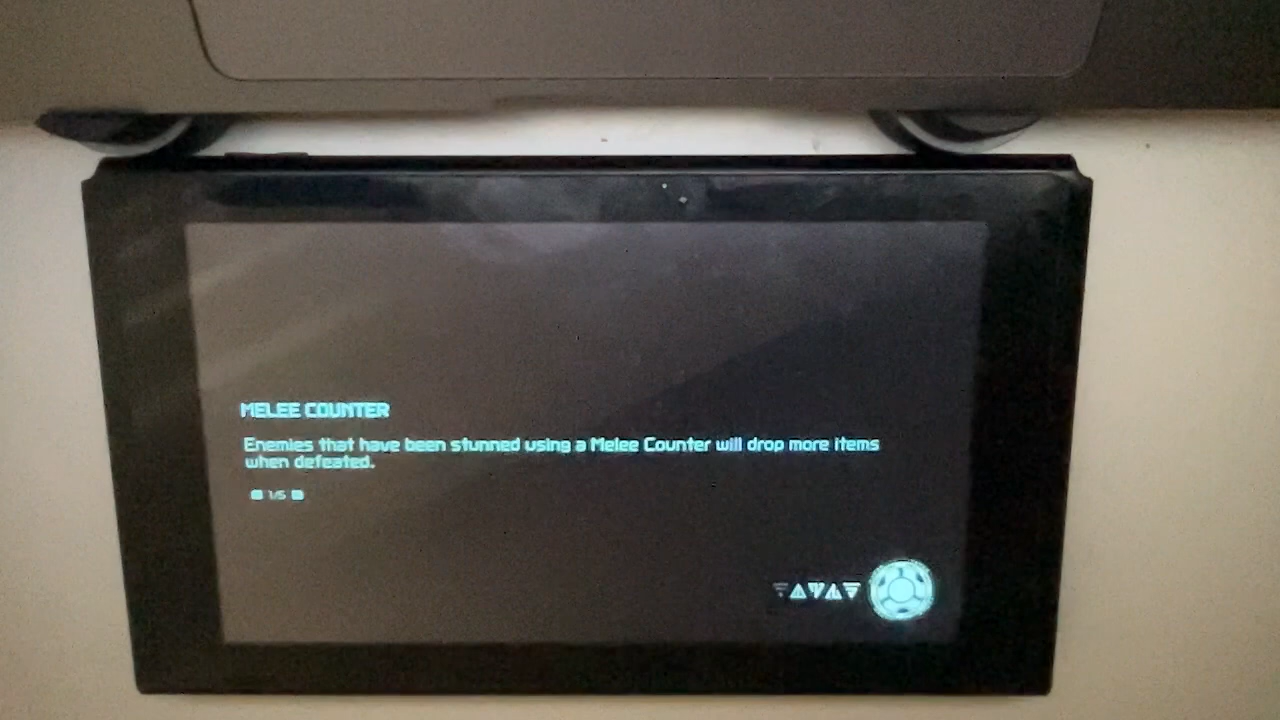 MELEE COUNTER
Enemies that have been stunned using a Melee Counter will drop more items
when defeated.
1/5